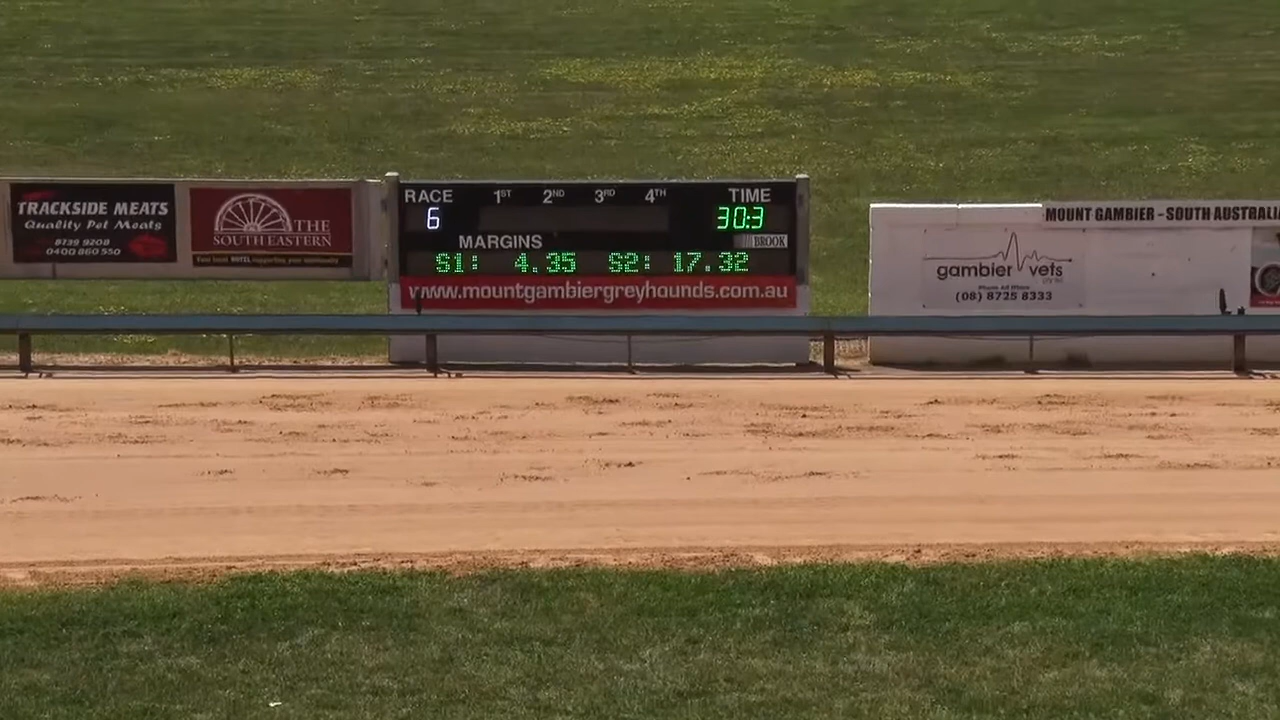 TRACKSIDE MEATS
Quality Pet Meats
8739 9208
0400 860 550
THE
SOUTH EASTERN
RACE 1ST 2ND 3RD 4TH TIME
6 30:3
MARGINS BROOK
S1: 4.35 S2: 17.32
www.mountgambiergreyhounds.com.au
MOUNT GAMBIER - SOUTH AUSTRALI
gambier vets
(08) 8725 8333